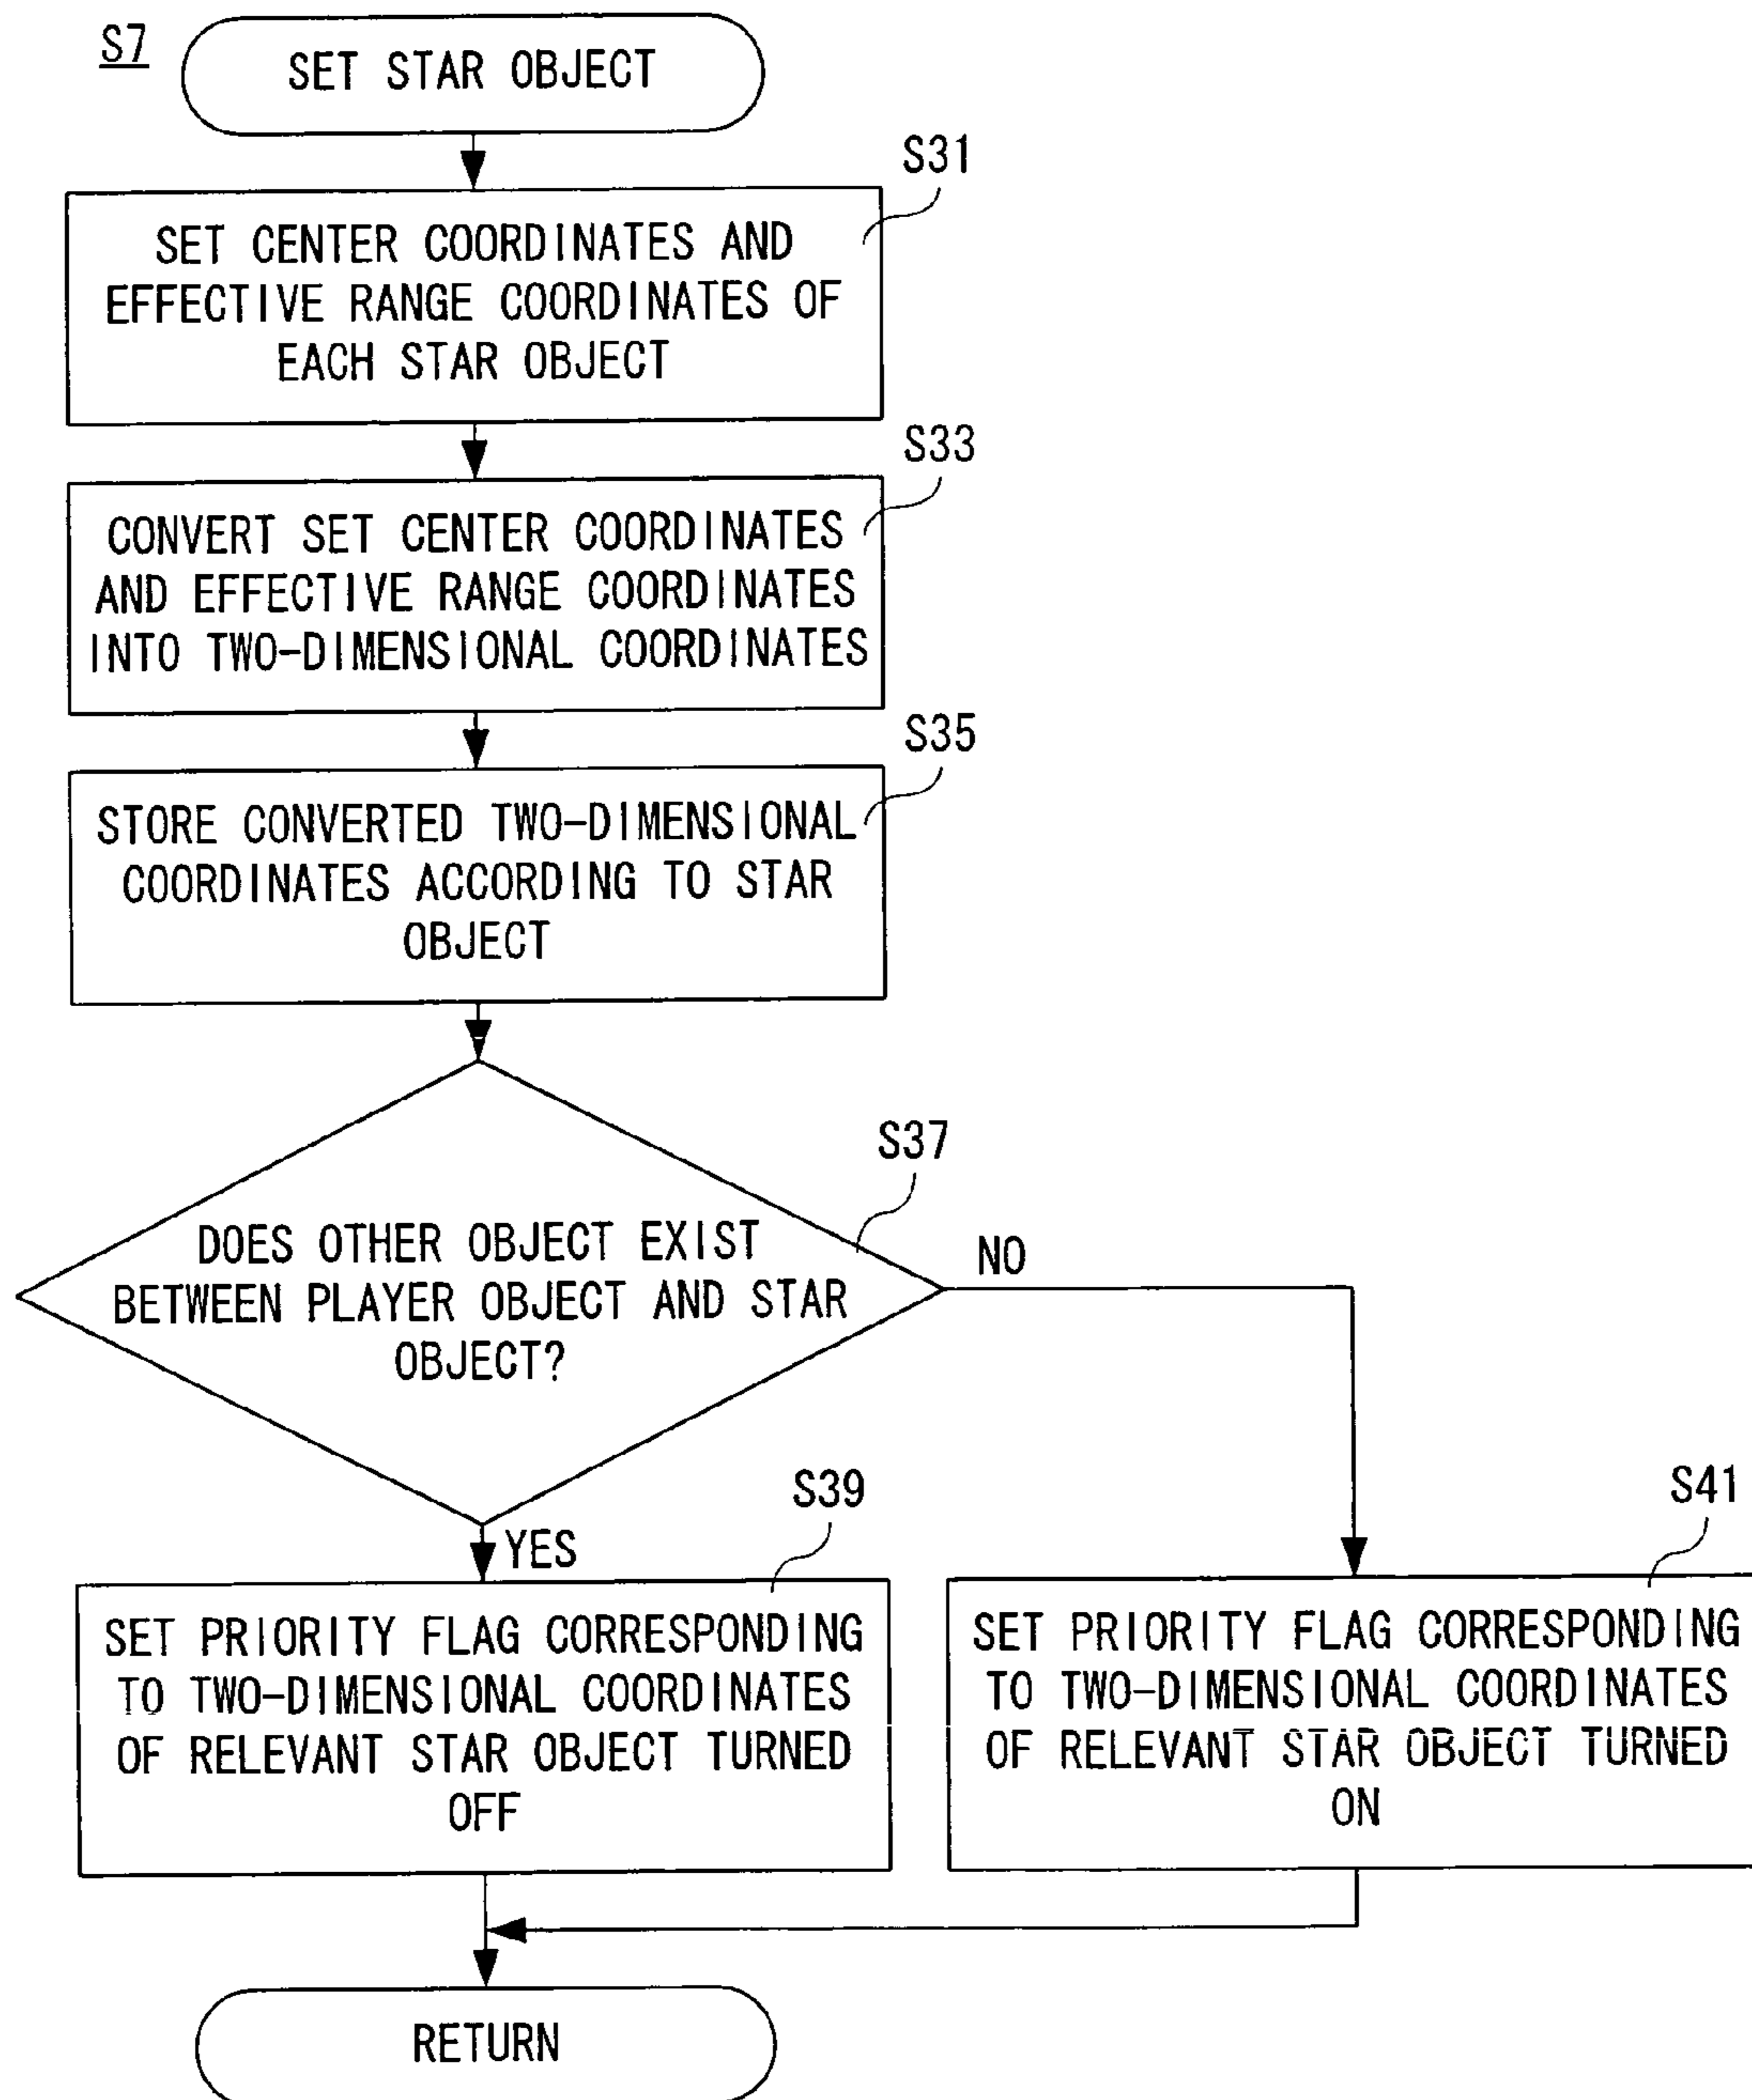 S7
SET STAR OBJECT
S31
SET CENTER COORDINATES AND
EFFECTIVE RANGE COORDINATES OF
EACH STAR OBJECT
S33
CONVERT SET CENTER COORDINATES
AND EFFECTIVE RANGE COORDINATES
INTO TWO-DIMENSIONAL COORDINATES
S35
STORE CONVERTED TWO-DIMENSIONAL
COORDINATES ACCORDING TO STAR
OBJECT
S37
DOES OTHER OBJECT EXIST
BETWEEN PLAYER OBJECT AND STAR
OBJECT?
NO
YES
S39
SET PRIORITY FLAG CORRESPONDING
TO TWO-DIMENSIONAL COORDINATES
OF RELEVANT STAR OBJECT TURNED
OFF
S41
SET PRIORITY FLAG CORRESPONDING
TO TWO-DIMENSIONAL COORDINATES
OF RELEVANT STAR OBJECT TURNED
ON
RETURN